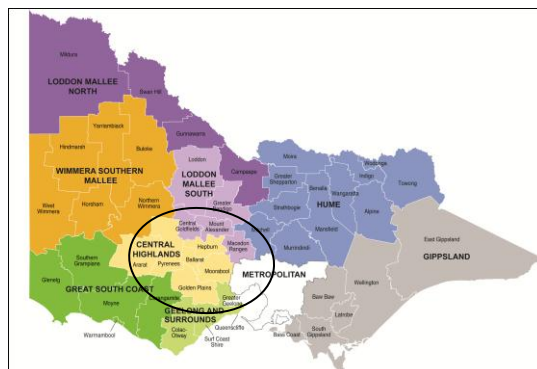 Mildura
LODDON MALLEE
NORTH
Swan Hill
Yarriambiack
Gannawarra
Hindmarsh
Buloke
Loddon
WIMMERA SOUTHERN
MALLEE
LODDON
MALLEE
SOUTH
Campaspe
Moira
Wodonga
Indigo
Towong
Greater
Shepparton
Benalla
Wangaratta
West
Wimmera
Horsham
Northern
Wimmera
Greater
Strathbogie
HUME
Alpine
Central
Goldfields
Mount
Alexander
Mitchell
Mansfield
Macedon
Ranges
Murrindindi
CENTRAL
HIGHLANDS
Hepburn
Ararat
Pyrenees
Ballarat
Moorabool
METROPOLITAN
East Gippsland
GIPPSLAND
Southern
Grampians
Glenelg
GREAT SOUTH COAST
Golden Plains
Wellington
Moyne
Corangamite
Greater
Geelong
Baw Baw
Latrobe
GEELONG AND
SURROUNDS
Warrnambool
Colac-
Otway
Queenscliffe
Surf Coast
Shire
Bass Coast
South
Gippsland